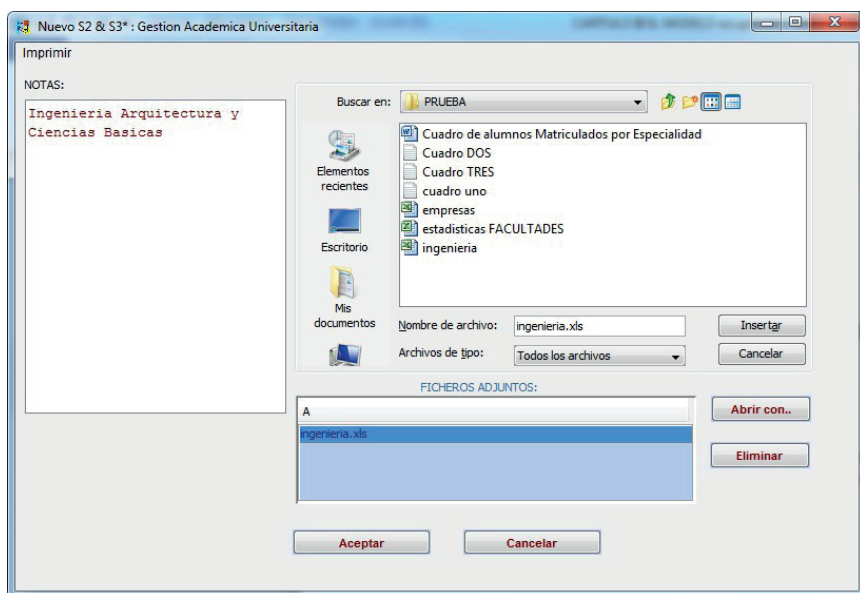 Nuevo S2 & S3* : Gestion Academica Universitaria
Imprimir
NOTAS:
Ingenieria Arquitectura y
Ciencias Basicas
Buscar en:
PRUEBA
Elementos
recientes
Escritorio
Mis
documentos
Cuadro de alumnos Matriculados por Especialidad
Cuadro DOS
Cuadro TRES
cuadro uno
empresas
estadisticas FACULTADES
ingenieria
Nombre de archivo:
ingenieria.xls
Insertar
Archivos de tipo:
Todos los archivos
Cancelar
FICHEROS ADJUNTOS:
A
ingenieria.xls
Abrir con..
Eliminar
Aceptar
Cancelar